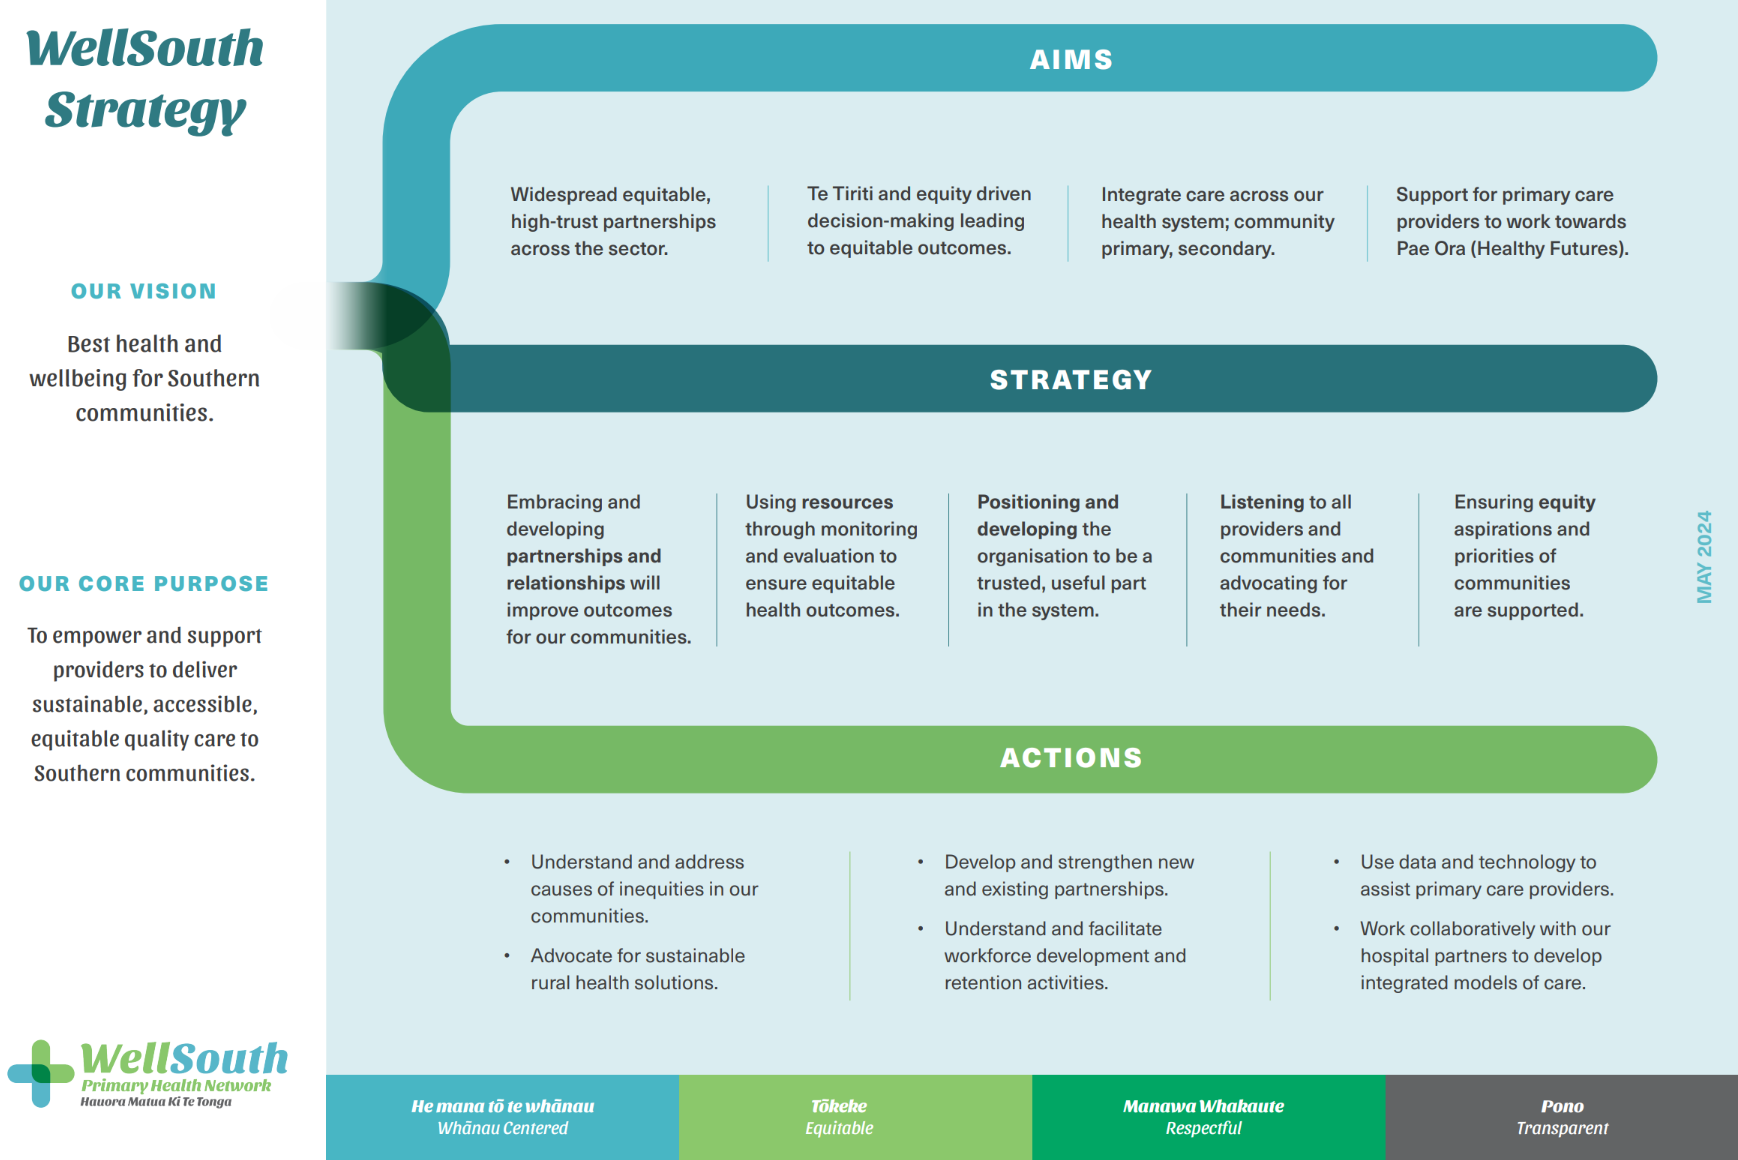 WellSouth
Strategy
OUR VISION
Best health and
wellbeing for Southern
communities.
OUR CORE PURPOSE
To empower and support
providers to deliver
sustainable, accessible,
equitable quality care to
Southern communities.
WellSouth
Primary Health Network
Hauora Matua Ki Te Tonga
AIMS
Widespread equitable,
high-trust partnerships
across the sector.
Te Tiriti and equity driven
decision-making leading
to equitable outcomes.
Integrate care across our
health system; community
primary, secondary.
Support for primary care
providers to work towards
Pae Ora (Healthy Futures).
STRATEGY
Embracing and
developing
partnerships and
relationships will
improve outcomes
for our communities.
Using resources
through monitoring
and evaluation to
ensure equitable
health outcomes.
Positioning and
developing the
organisation to be a
trusted, useful part
in the system.
Listening to all
providers and
communities and
advocating for
their needs.
Ensuring equity
aspirations and
priorities of
communities
are supported.
MAY 2024
ACTIONS
• Understand and address
causes of inequities in our
communities.
• Advocate for sustainable
rural health solutions.
• Develop and strengthen new
and existing partnerships.
• Understand and facilitate
workforce development and
retention activities.
• Use data and technology to
assist primary care providers.
• Work collaboratively with our
hospital partners to develop
integrated models of care.
He mana tō te whānau
Whānau Centered
Tōkeke
Equitable
Manawa Whakaute
Respectful
Pono
Transparent